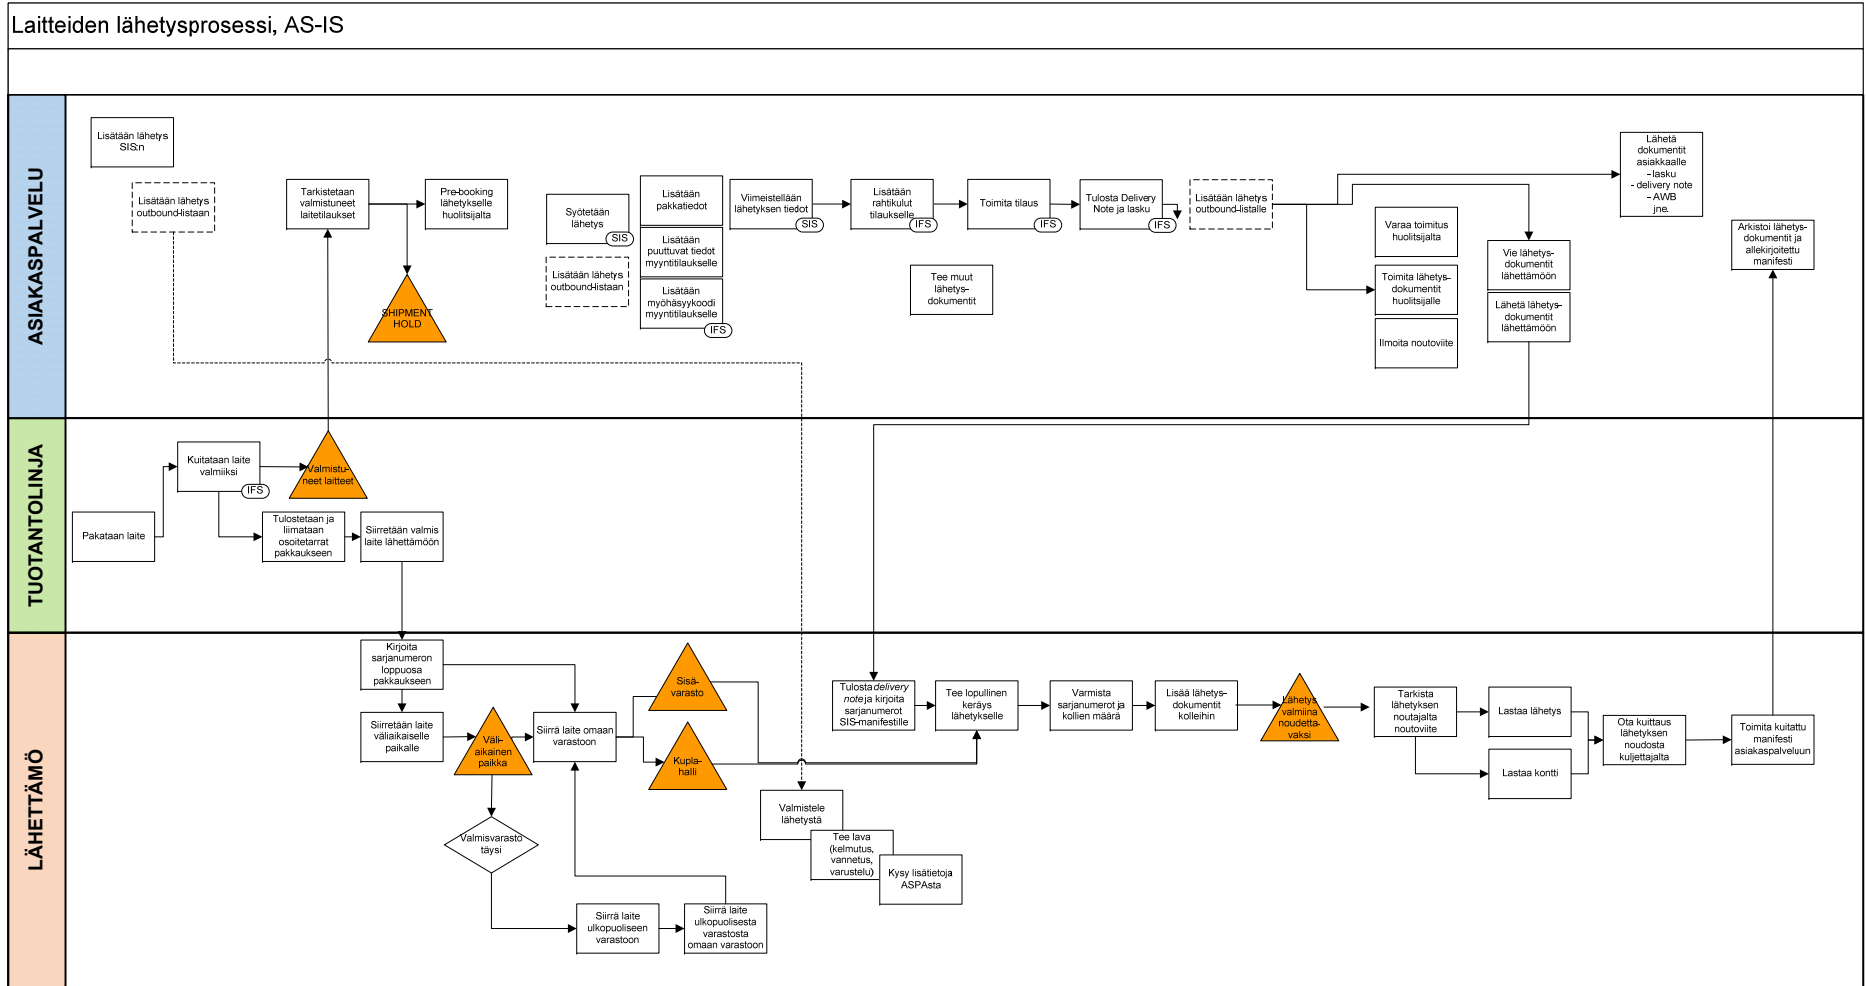 Laitteiden lähetysprosessi, AS-IS
ASIAKASPALVELU
Lisätään lähetys
SIS:n
Lisätään lähetys
outbound-listaan
Tarkistetaan
valmistuneet
laitetilaukset
Pre-booking
lähetykselle
huolitsijalta
SHIPMENT
HOLD
Syötetään
lähetys
SIS
Lisätään lähetys
outbound-listaan
Lisätään
pakkatiedot
Lisätään
puuttuvat tiedot
myyntitilaukselle
Lisätään
myöhäsyykoodi
myyntitilaukselle
IFS
Viimeistellään
lähetyksen tiedot
SIS
Lisätään
rahtikulut
tilaukselle
IFS
Tee muut
lähetys-
dokumentit
Toimita tilaus
IFS
Tulosta Delivery
Note ja lasku
IFS
Lisätään lähetys
outbound-listalle
Varaa toimitus
huolitsijalta
Toimita lähetys-
dokumentit
huolitsijalle
Ilmoita noutoviite
Vie lähetys-
dokumentit
lähettämöön
Lähetä lähetys-
dokumentit
lähettämöön
Lähetä
dokumentit
asiakkaalle
- lasku
- delivery note
- AWB
jne.
Arkistoi lähetys-
dokumentit ja
allekirjoitettu
manifesti
TUOTANTOLINJA
Pakataan laite
Kuitataan laite
valmiiksi
IFS
Valmistu-
neet laitteet
Tulostetaan ja
liimataan
osoitetarrat
pakkaukseen
Siirretään valmis
laite lähettämöön
LÄHETTÄMÖ
Kirjoita
sarjanumeron
loppuosa
pakkaukseen
Siirretään laite
väliaikaiselle
paikalle
Väli-
aikainen
paikka
Valmisvarasto
täysi
Siirrä laite omaan
varastoon
Siirrä laite
ulkopuoliseen
varastoon
Siirrä laite
ulkopuolisesta
varastosta
omaan varastoon
Sisä-
varasto
Kupla-
halli
Valmistele
lähetystä
Tee lava
(kelmutus,
vannetus,
varustelu)
Kysy lisätietoja
ASPAsta
Tulosta delivery
note ja kirjoita
sarjanumerot
SIS-manifestille
Tee lopullinen
keräys
lähetykselle
Varmista
sarjanumerot ja
kollien määrä
Lisää lähetys-
dokumentit
kolleihin
Lähetys
valmiina
noudetta-
vaksi
Tarkista
lähetyksen
noutajalta
noutoviite
Lastaa lähetys
Lastaa kontti
Ota kuittaus
lähetyksen
noudosta
kuljettajalta
Toimita kuitattu
manifesti
asiakaspalveluun